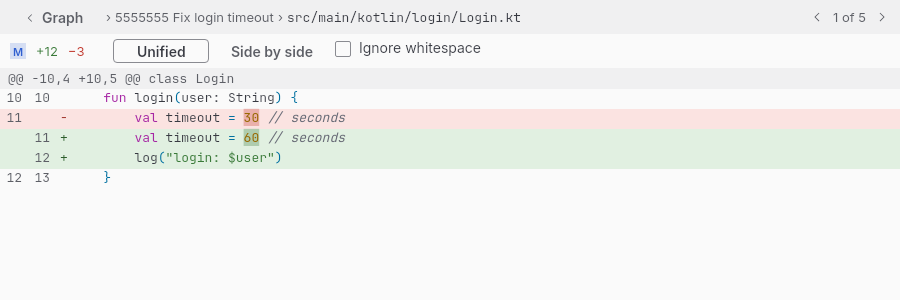 ‹ Graph › 5555555 Fix login timeout › src/main/kotlin/login/Login.kt ‹ 1 of 5 ›
M +12 −3 Unified Side by side Ignore whitespace
@@ -10,4 +10,5 @@ class Login
10 10 fun login(user: String) {
11 - val timeout = 30 // seconds
11 + val timeout = 60 // seconds
12 + log("login: $user")
12 13 }